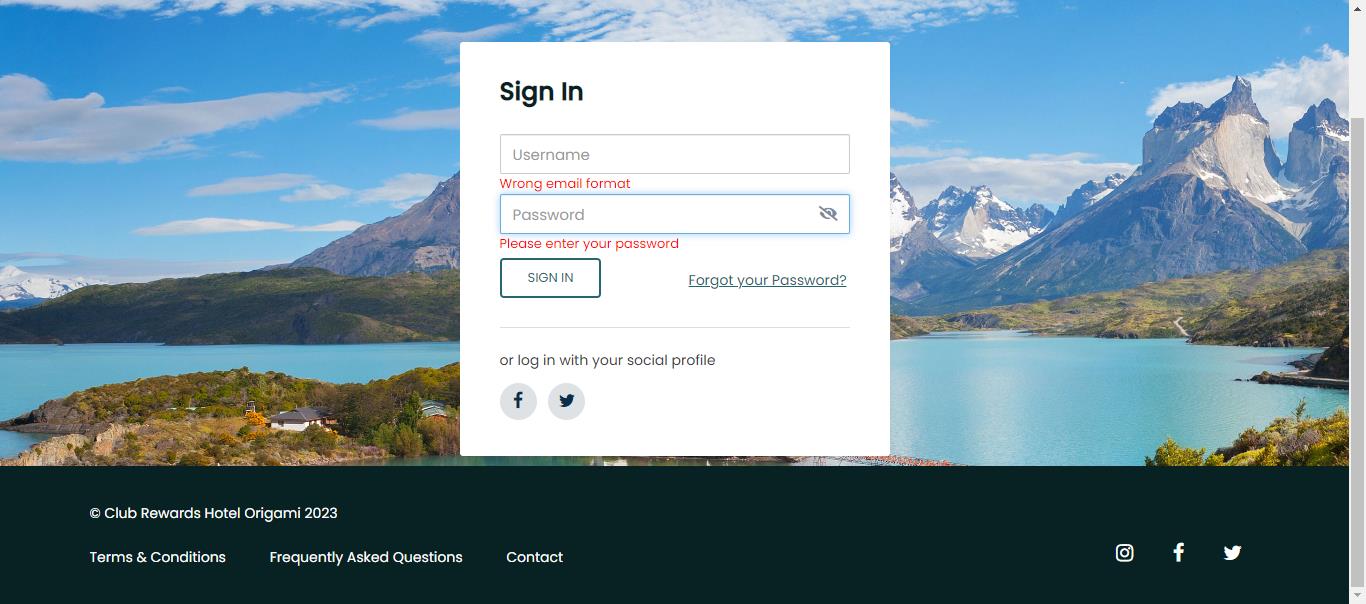 Sign In
Username
Wrong email format
Password
Please enter your password
SIGN IN
Forgot your Password?
or log in with your social profile
© Club Rewards Hotel Origami 2023
Terms & Conditions
Frequently Asked Questions
Contact